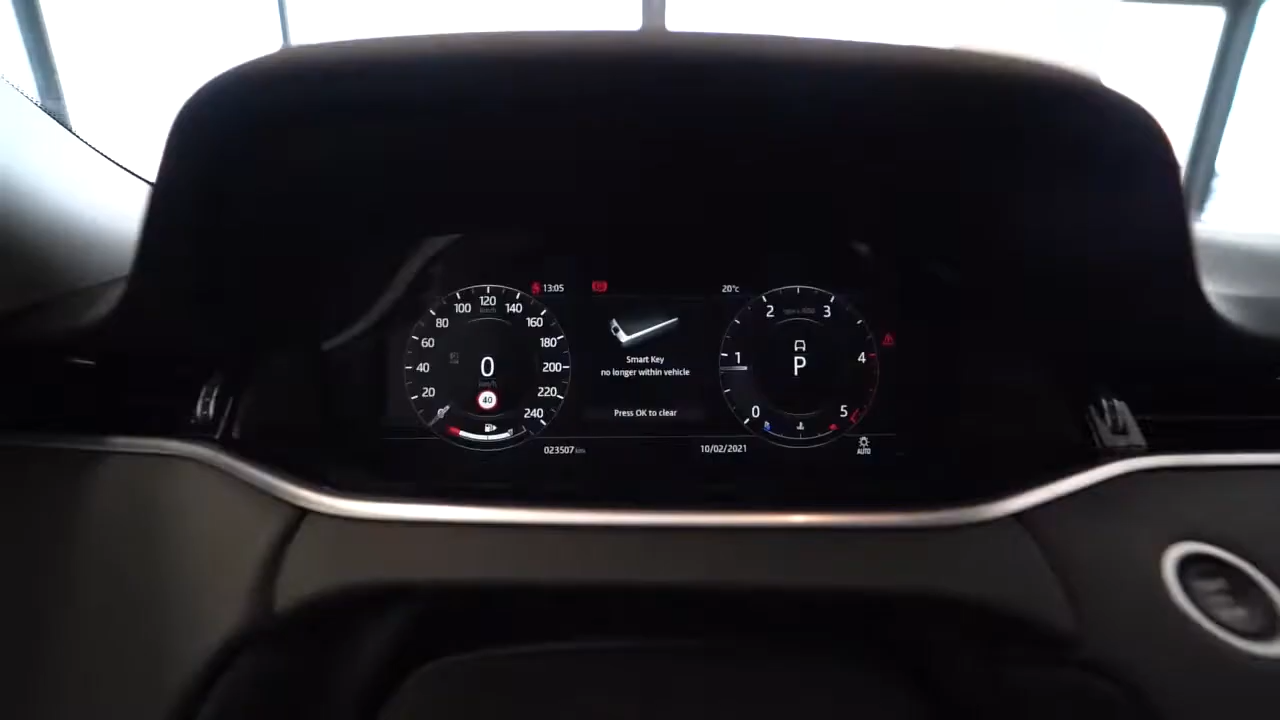 13:05
20°c
120
100
140
80
160
60
180
40
200
20
220
240
0
km/h
40
Smart Key
no longer within vehicle
Press OK to clear
2
3
1
4
0
5
P
023507 km
10/02/2021
AUTO